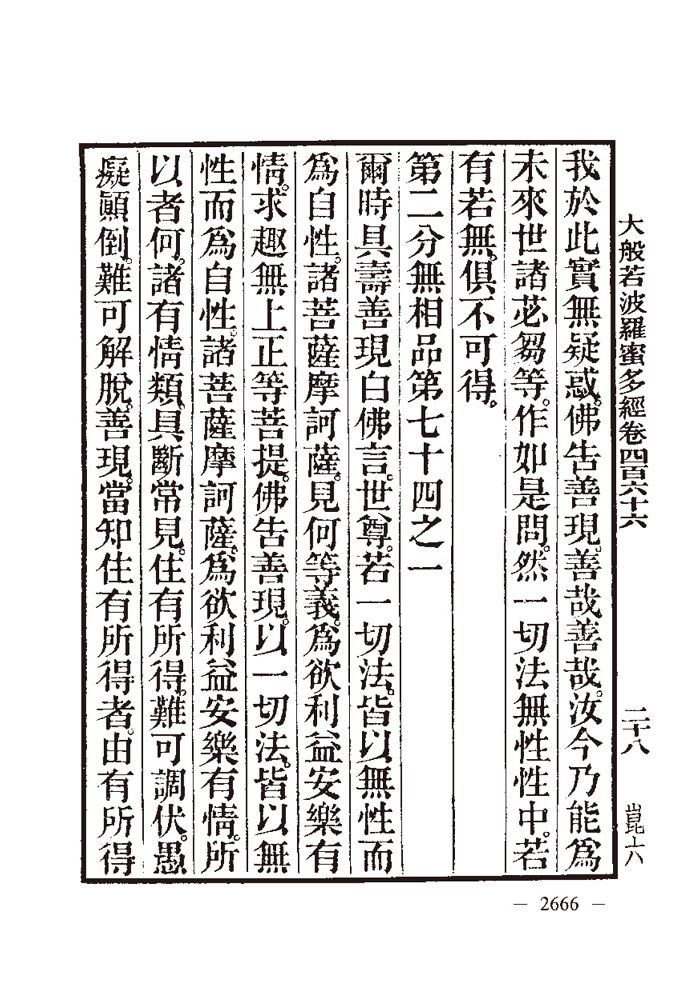 大般若波羅蜜多經卷四百六十六
二十八
崑六
我於此實無疑惑。佛告善現。善哉善哉。汝今乃能爲
未來世諸苾芻等。作如是問。然一切法無性性中。若
有若無。俱不可得。
第二分無相品第七十四之一
爾時具壽善現白佛言。世尊。若一切法。皆以無性而
爲自性。諸菩薩摩訶薩。見何等義。爲欲利益安樂有
情。求趣無上正等菩提。佛告善現。以一切法。皆以無
性而爲自性。諸菩薩摩訶薩。爲欲利益安樂有情。所
以者何。諸有情類。具斷常見。住有所得。難可調伏。愚
癡顚倒。難可解脫。善現。當知住有所得者。由有所得
— 2666 —